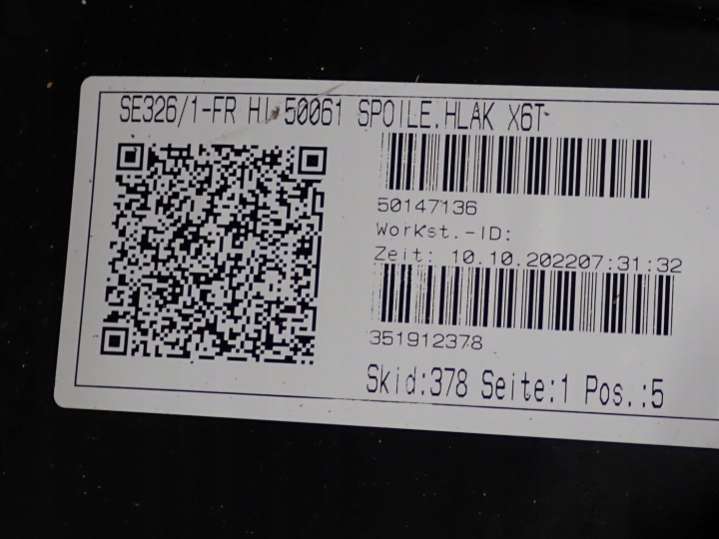 SE326/1-FR HI 50061 SPOILE.HLAK X6T
50147136
Workst.-ID:
Zeit: 10.10.202207:31:32
351912378
Skid:378 Seite:1 Pos.:5